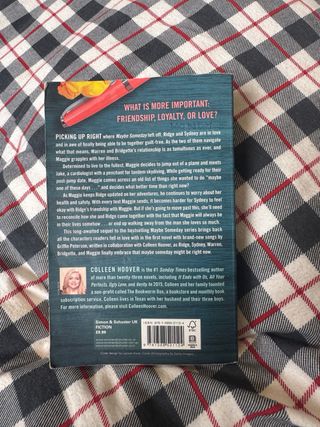 WHAT IS MORE IMPORTANT:
FRIENDSHIP, LOYALTY, OR LOVE?
PICKING UP RIGHT where Maybe Someday left off, Ridge and Sydney are in love
and in awe of finally being able to be together guilt-free. As the two of them navigate
what that means, Warren and Bridgette's relationship is as tumultuous as ever, and
Maggie grapples with her illness.
Determined to live to the fullest, Maggie decides to jump out of a plane and meets
Jake, a cardiologist with a penchant for tandem skydiving. While getting ready for their
post-jump date, Maggie comes across an old list of things she wanted to do "maybe
one of these days . . ." and decides what better time than right now?
As Maggie keeps Ridge updated on her adventures, he continues to worry about her
health and safety. With every text Maggie sends, it becomes harder for Sydney to feel
okay with Ridge's friendship with Maggie. But if she's going to move past this, she'll need
to reconcile how she and Ridge came together with the fact that Maggie will always be
in their lives somehow . . . or end up walking away from the man she loves so much.
This long-awaited sequel to the bestselling Maybe Someday series brings back
all the characters readers fell in love with in the first novel with brand-new songs by
Griffin Peterson, written in collaboration with Colleen Hoover, as Ridge, Sydney, Warren,
Bridgette, and Maggie finally embrace that maybe someday might be right now.
COLLEEN HOOVER is the #1 Sunday Times bestselling author
of more than twenty-three novels, including It Ends with Us, All Your
Perfects, Ugly Love, and Verity. In 2015, Colleen and her family founded
a non-profit called The Bookworm Box, a bookstore and monthly book
subscription service. Colleen lives in Texas with her husband and their three boys.
For more information, please visit ColleenHoover.com.
Simon & Schuster UK
FICTION
£8.99
FSC